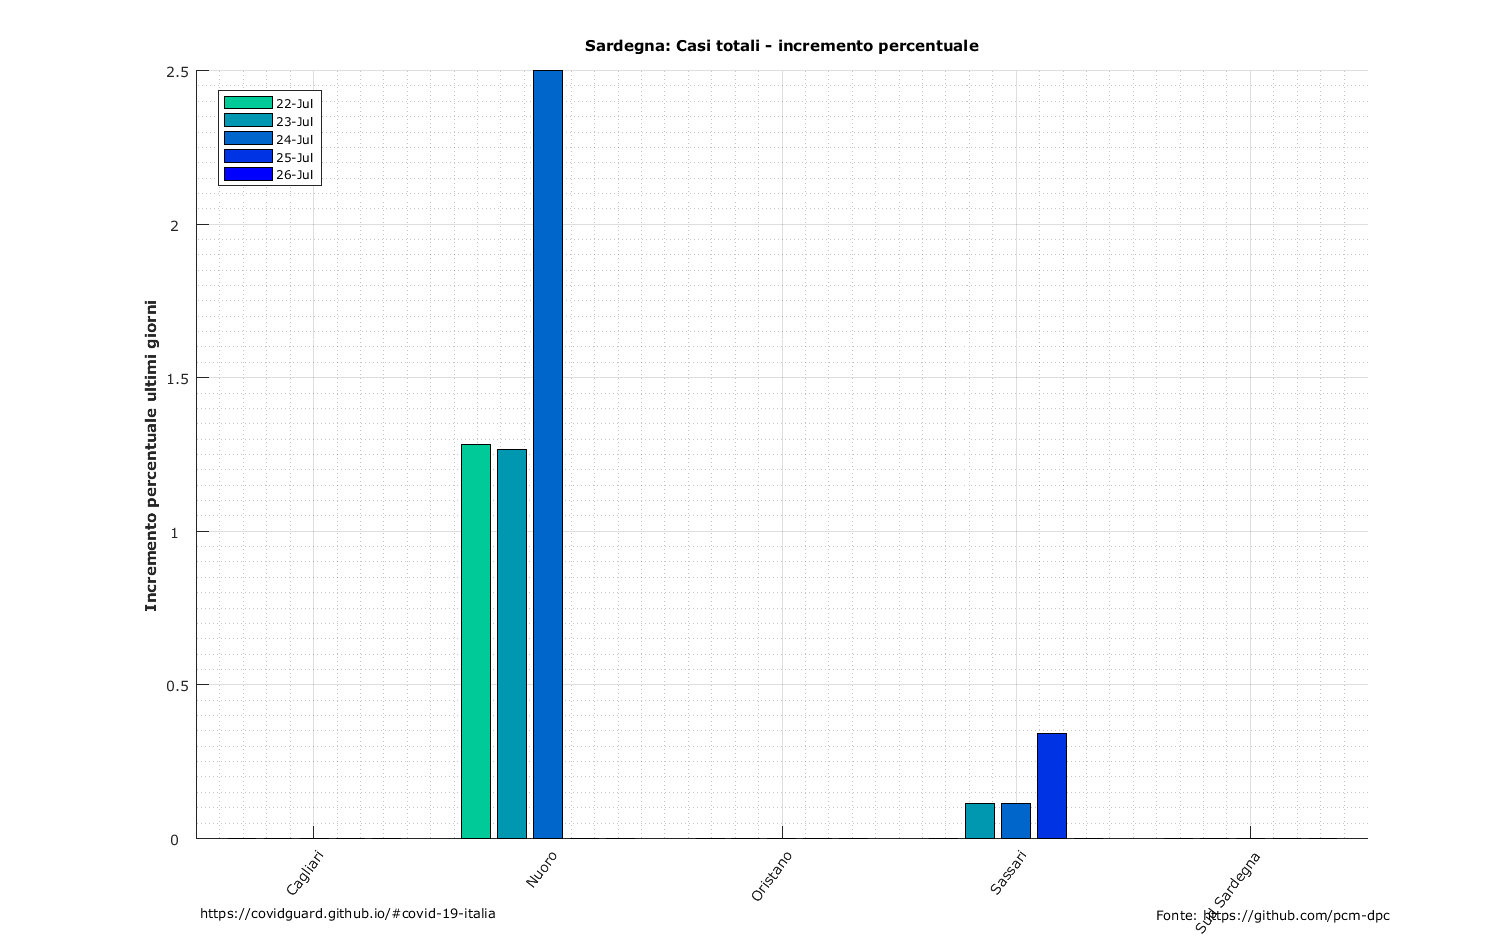 Sardegna: Casi totali - incremento percentuale
2.5
22-Jul
23-Jul
24-Jul
25-Jul
26-Jul
2
1.5
1
0.5
0
Incremento percentuale ultimi giorni
Cagliari
Nuoro
Oristano
Sassari
Sud Sardegna
https://covidguard.github.io/#covid-19-italia
Fonte: https://github.com/pcm-dpc